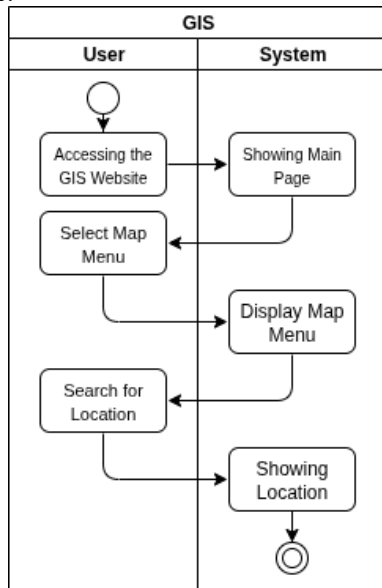 GIS
User
System
Accessing the
GIS Website
Showing Main
Page
Select Map
Menu
Display Map
Menu
Search for
Location
Showing
Location